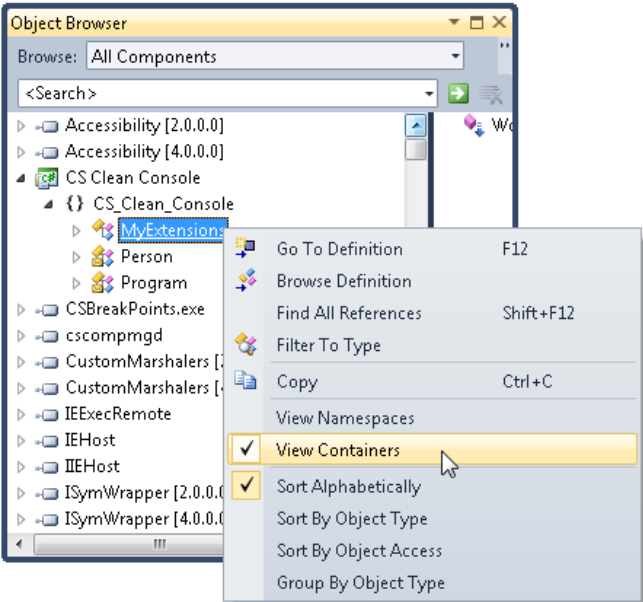 Object Browser
Browse: All Components
<Search>
Accessibility [2.0.0.0]
Accessibility [4.0.0.0]
CS Clean Console
{} CS_Clean_Console
MyExtensions
Person
Program
CSBreakPoints.exe
cscompmgd
CustomMarshalers [
CustomMarshalers [
IEExecRemote
IEHost
IIEHost
ISymWrapper [2.0.0.
ISymWrapper [4.0.0.
Go To Definition F12
Browse Definition
Find All References Shift+F12
Filter To Type
Copy Ctrl+C
View Namespaces
View Containers
Sort Alphabetically
Sort By Object Type
Sort By Object Access
Group By Object Type